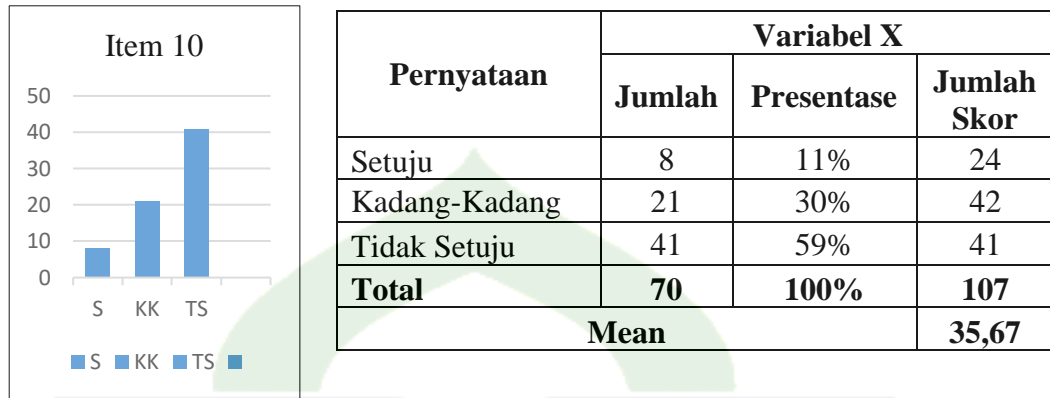 Item 10
50
40
30
20
10
0
S KK TS
S KK TS
Pernyataan Variabel X
Jumlah Presentase Jumlah Skor
Setuju 8 11% 24
Kadang-Kadang 21 30% 42
Tidak Setuju 41 59% 41
Total 70 100% 107
Mean 35,67